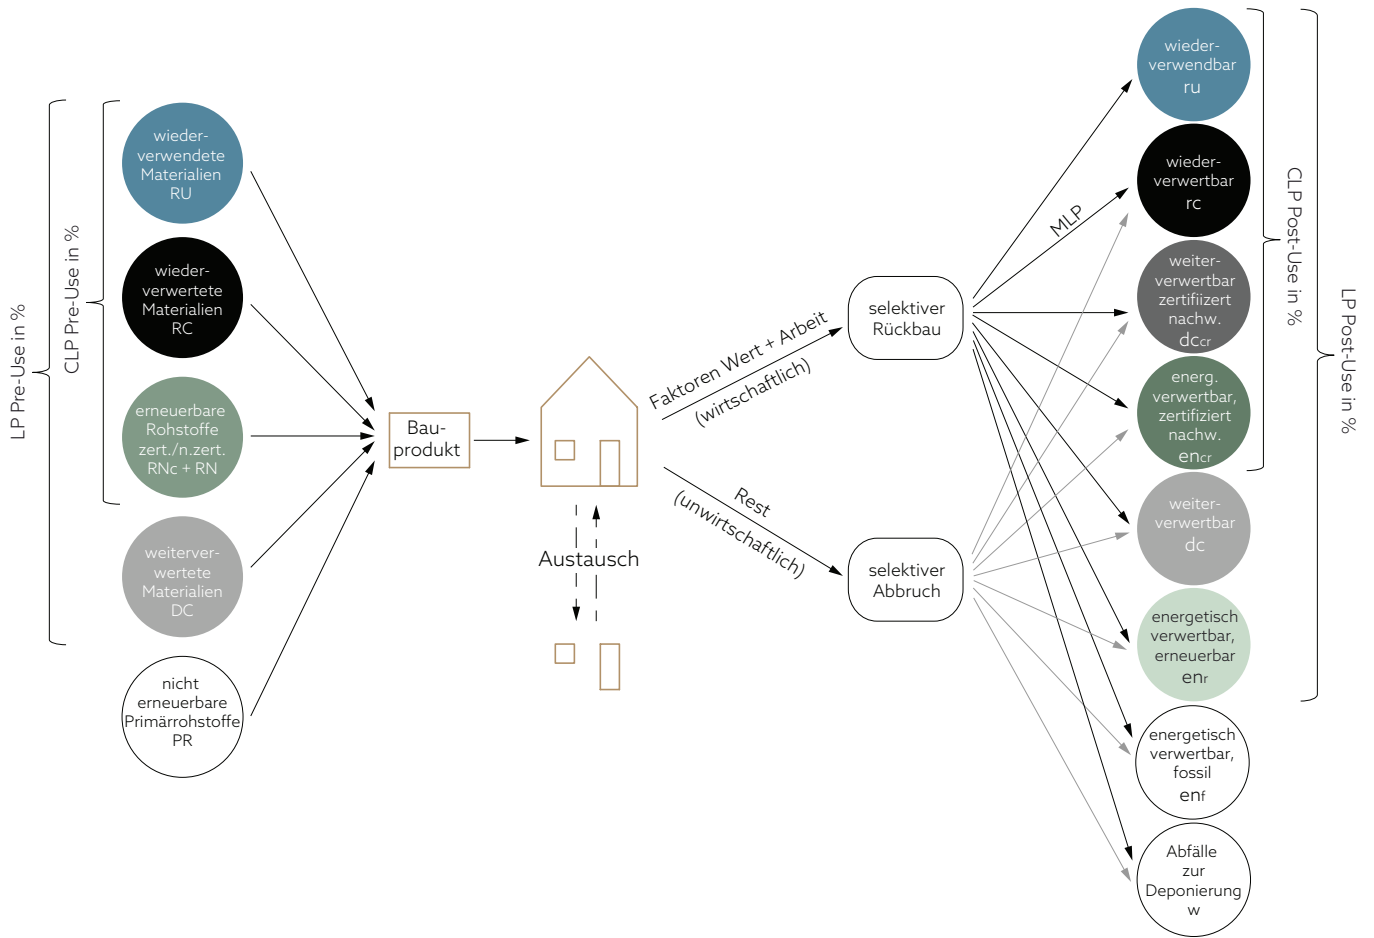 LP Pre-Use in %
CLP Pre-Use in %
wieder-
verwendete
Materialien
RU
wieder-
verwertete
Materialien
RC
erneuerbare
Rohstoffe
zert./n.zert.
RNc + RN
weiterver-
wertete
Materialien
DC
nicht
erneuerbare
Primärrohstoffe
PR
Bau-
produkt
Austausch
Faktoren Wert + Arbeit
(wirtschaftlich)
Rest
(unwirtschaftlich)
selektiver
Rückbau
selektiver
Abbruch
MLP
wieder-
verwendbar
ru
wieder-
verwertbar
rc
weiter-
verwertbar
zertifiizert
nachw.
dccr
energ.
verwertbar,
zertifiziert
nachw.
encr
weiter-
verwertbar
dc
energetisch
verwertbar,
erneuerbar
enr
energetisch
verwertbar,
fossil
enf
Abfälle
zur
Deponierung
w
CLP Post-Use in %
LP Post-Use in %